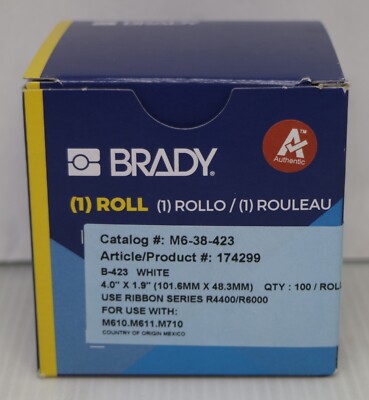 BRADY.
A™
Authentic
(1) ROLL (1) ROLLO / (1) ROULEAU
Catalog #: M6-38-423
Article/Product #: 174299
B-423 WHITE
4.0" X 1.9" (101.6MM X 48.3MM) QTY : 100 / ROLL
USE RIBBON SERIES R4400/R6000
FOR USE WITH:
M610.M611.M710
COUNTRY OF ORIGIN MEXICO